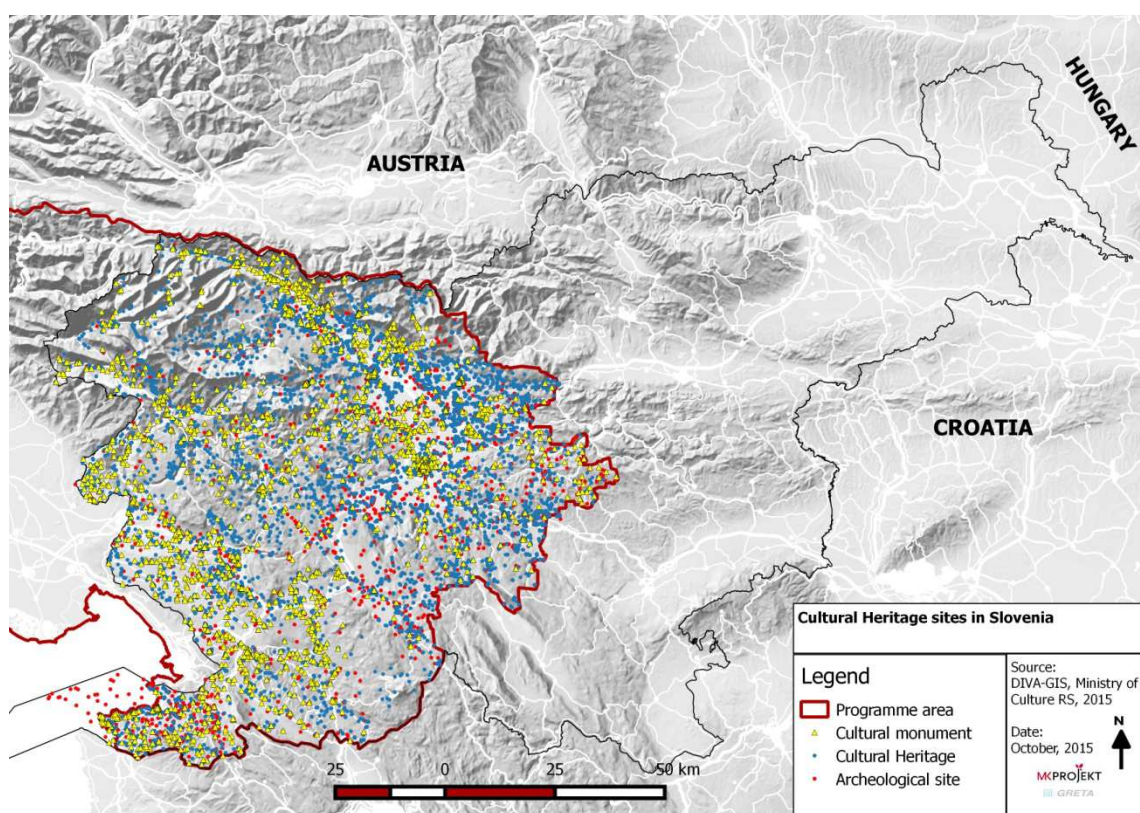 HUNGARY
AUSTRIA
CROATIA
Cultural Heritage sites in Slovenia
Legend
Programme area
Cultural monument
Cultural Heritage
Archeological site
Source:
DIVA-GIS, Ministry of
Culture RS, 2015
Date:
October, 2015
N
MKPROJEKT
GRETA
25 0 25 50 km